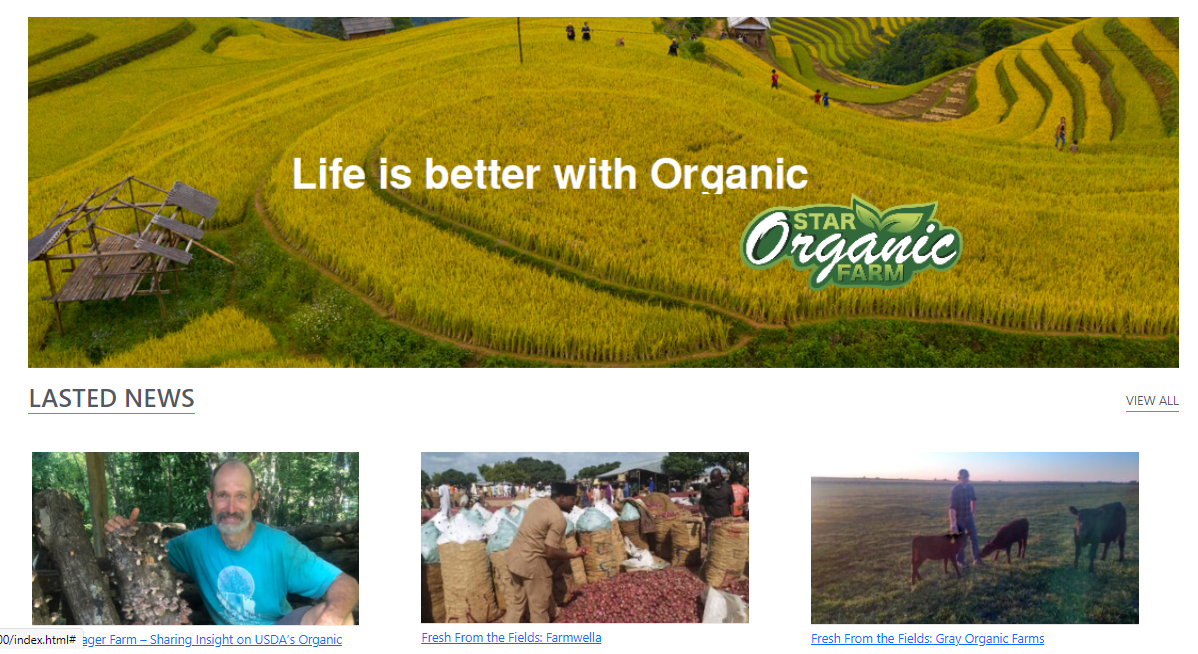 Life is better with Organic
STAR
Organic
FARM
LASTED NEWS
VIEW ALL
00/index.html#
ager Farm – Sharing Insight on USDA's Organic
Fresh From the Fields: Farmwella
Fresh From the Fields: Gray Organic Farms